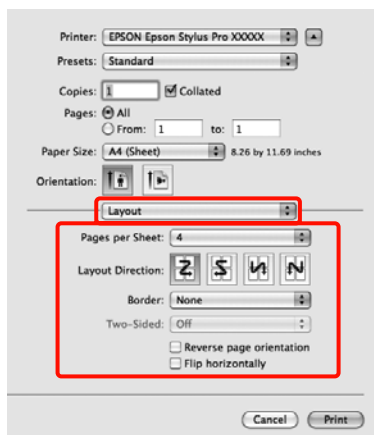 Printer: EPSON Epson Stylus Pro XXXXX
Presets: Standard
Copies: 1 Collated
Pages: All
From: 1 to: 1
Paper Size: A4 (Sheet) 8.26 by 11.69 inches
Orientation:
Layout
Pages per Sheet: 4
Layout Direction:
Border: None
Two-Sided: Off
Reverse page orientation
Flip horizontally
Cancel Print